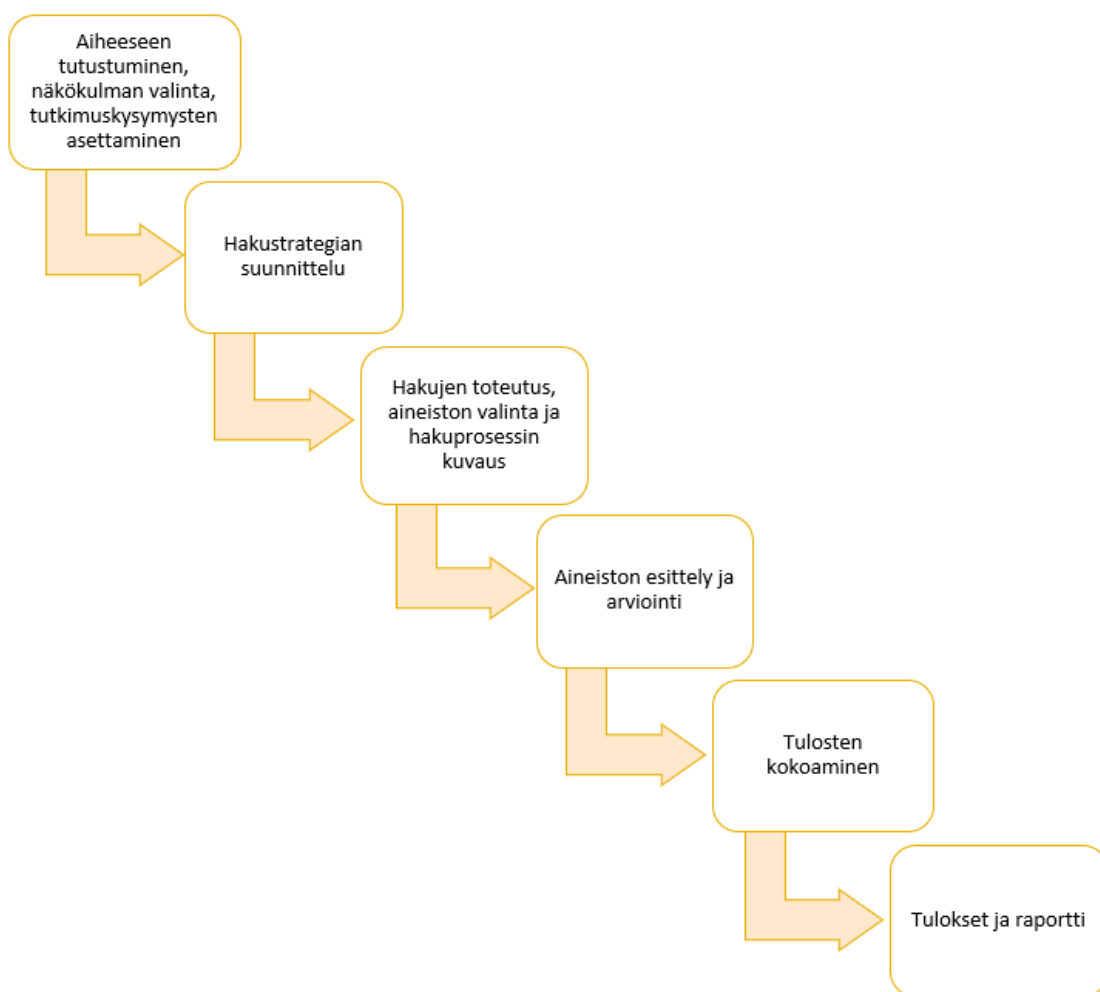 Aiheeseen
tutustuminen,
näkökulman valinta,
tutkimuskysymysten
asettaminen
Hakustrategian
suunnittelu
Hakujen toteutus,
aineiston valinta ja
hakuprosessin
kuvaus
Aineiston esittely ja
arviointi
Tulosten
kokoaminen
Tulokset ja raportti